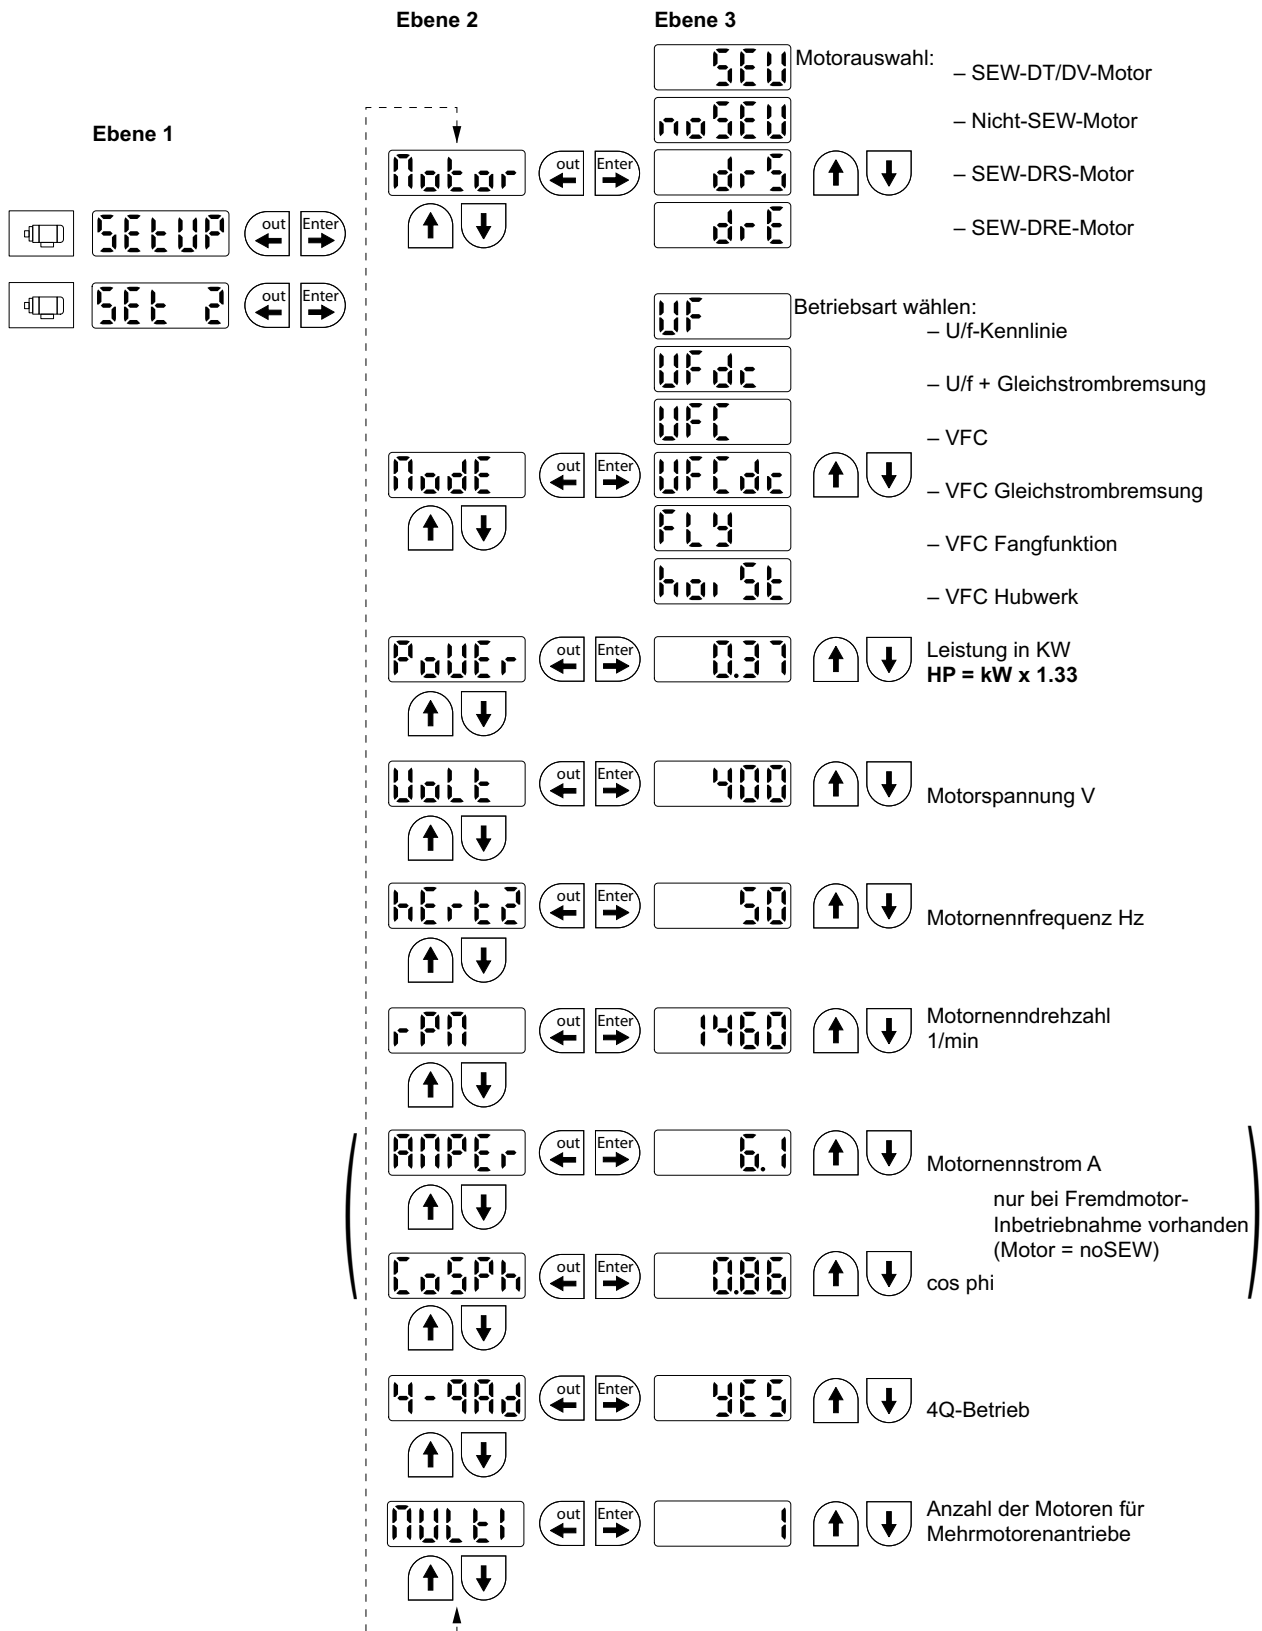 Ebene 2
Ebene 3
Ebene 1
SEtUP
out
Enter
SEt 2
out
Enter
Motor
out
Enter
SEW
noSEW
drS
drE
Motorauswahl:
– SEW-DT/DV-Motor
– Nicht-SEW-Motor
– SEW-DRS-Motor
– SEW-DRE-Motor
ModE
out
Enter
UF
UFdc
UFC
UFCdc
FLY
hoiSt
Betriebsart wählen:
– U/f-Kennlinie
– U/f + Gleichstrombremsung
– VFC
– VFC Gleichstrombremsung
– VFC Fangfunktion
– VFC Hubwerk
PoWEr
out
Enter
0.37
Leistung in KW
HP = kW x 1.33
VoLt
out
Enter
400
Motorspannung V
hErt2
out
Enter
50
Motornennfrequenz Hz
rPM
out
Enter
1460
Motornenndrehzahl
1/min
AMPEr
out
Enter
6.1
Motornennstrom A
nur bei Fremdmotor-
Inbetriebnahme vorhanden
(Motor = noSEW)
CoSPh
out
Enter
0.86
cos phi
4-qAd
out
Enter
YES
4Q-Betrieb
MULtI
out
Enter
1
Anzahl der Motoren für
Mehrmotorenantriebe